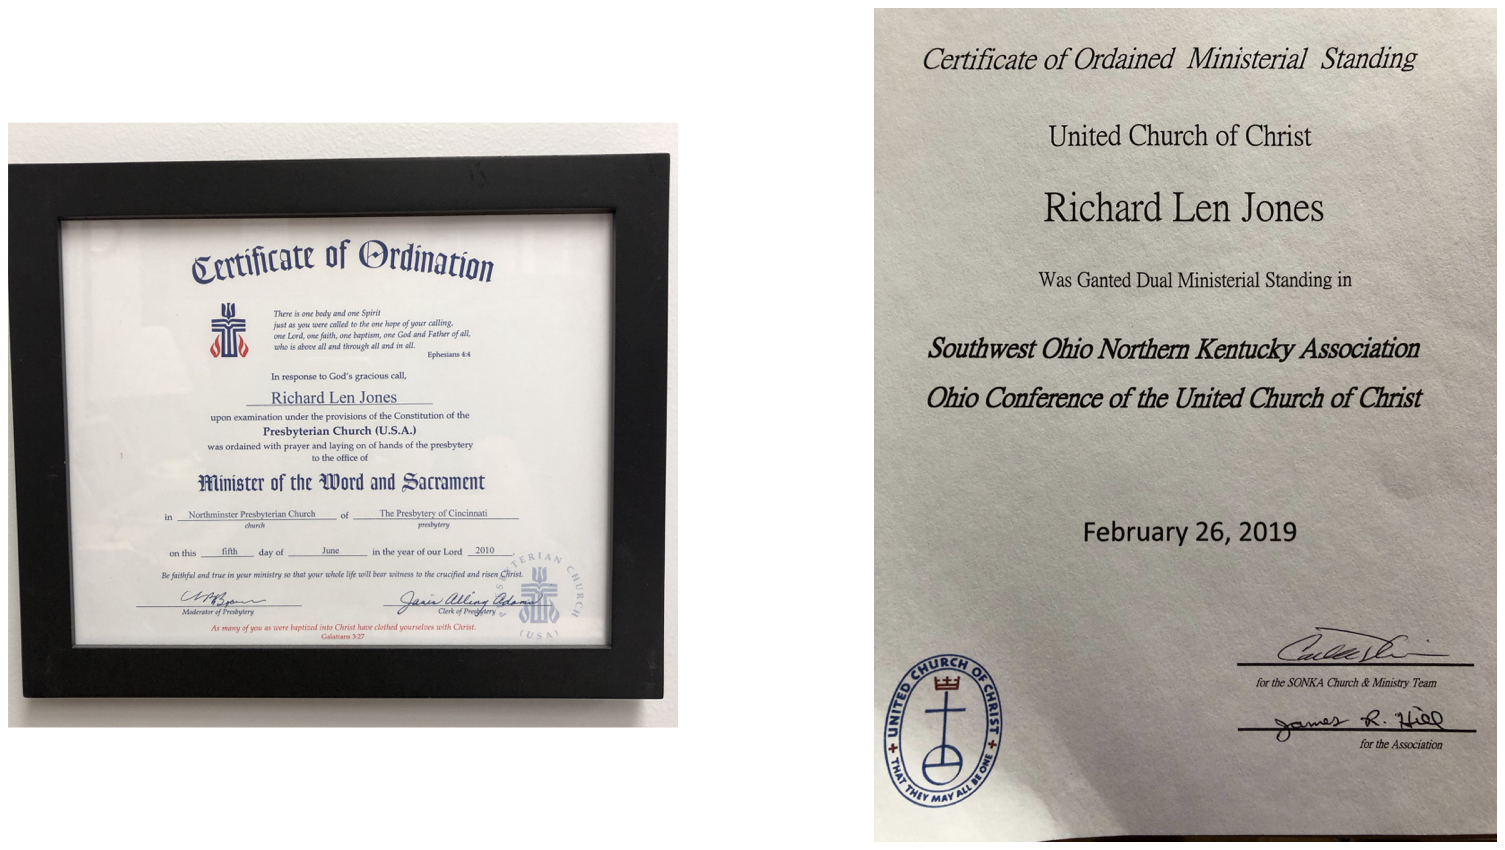 Certificate of Ordination
There is one body and one Spirit
just as you were called to the one hope of your calling,
one Lord, one faith, one baptism, one God and Father of all,
who is above all and through all and in all.
Ephesians 4:4
In response to God's gracious call,
Richard Len Jones
upon examination under the provisions of the Constitution of the
Presbyterian Church (U.S.A.)
was ordained with prayer and laying on of hands of the presbytery
to the office of
Minister of the Word and Sacrament
in Northminster Presbyterian Church of The Presbytery of Cincinnati
church presbytery
on this fifth day of June in the year of our Lord 2010.
Be faithful and true in your ministry so that your whole life will bear witness to the crucified and risen Christ.
Janie Alling Adams
Moderator of Presbytery Clerk of Presbytery
As many of you as were baptized into Christ have clothed yourselves with Christ.
Galatians 3:27
PRESBYTERIAN CHURCH
(USA)
Certificate of Ordained Ministerial Standing
United Church of Christ
Richard Len Jones
Was Ganted Dual Ministerial Standing in
Southwest Ohio Northern Kentucky Association
Ohio Conference of the United Church of Christ
February 26, 2019
for the SONKA Church & Ministry Team
James R. Hill
for the Association
UNITED CHURCH OF CHRIST
THAT THEY MAY ALL BE ONE